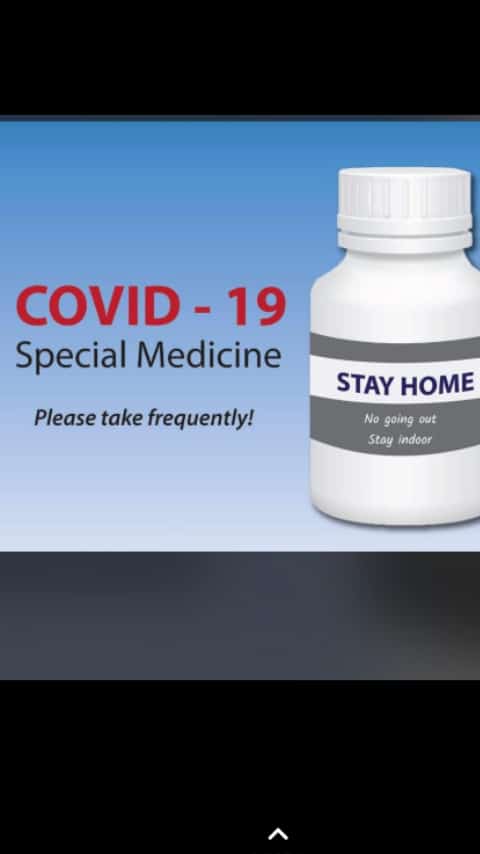 COVID - 19
Special Medicine
Please take frequently!
STAY HOME
No going out
Stay indoor